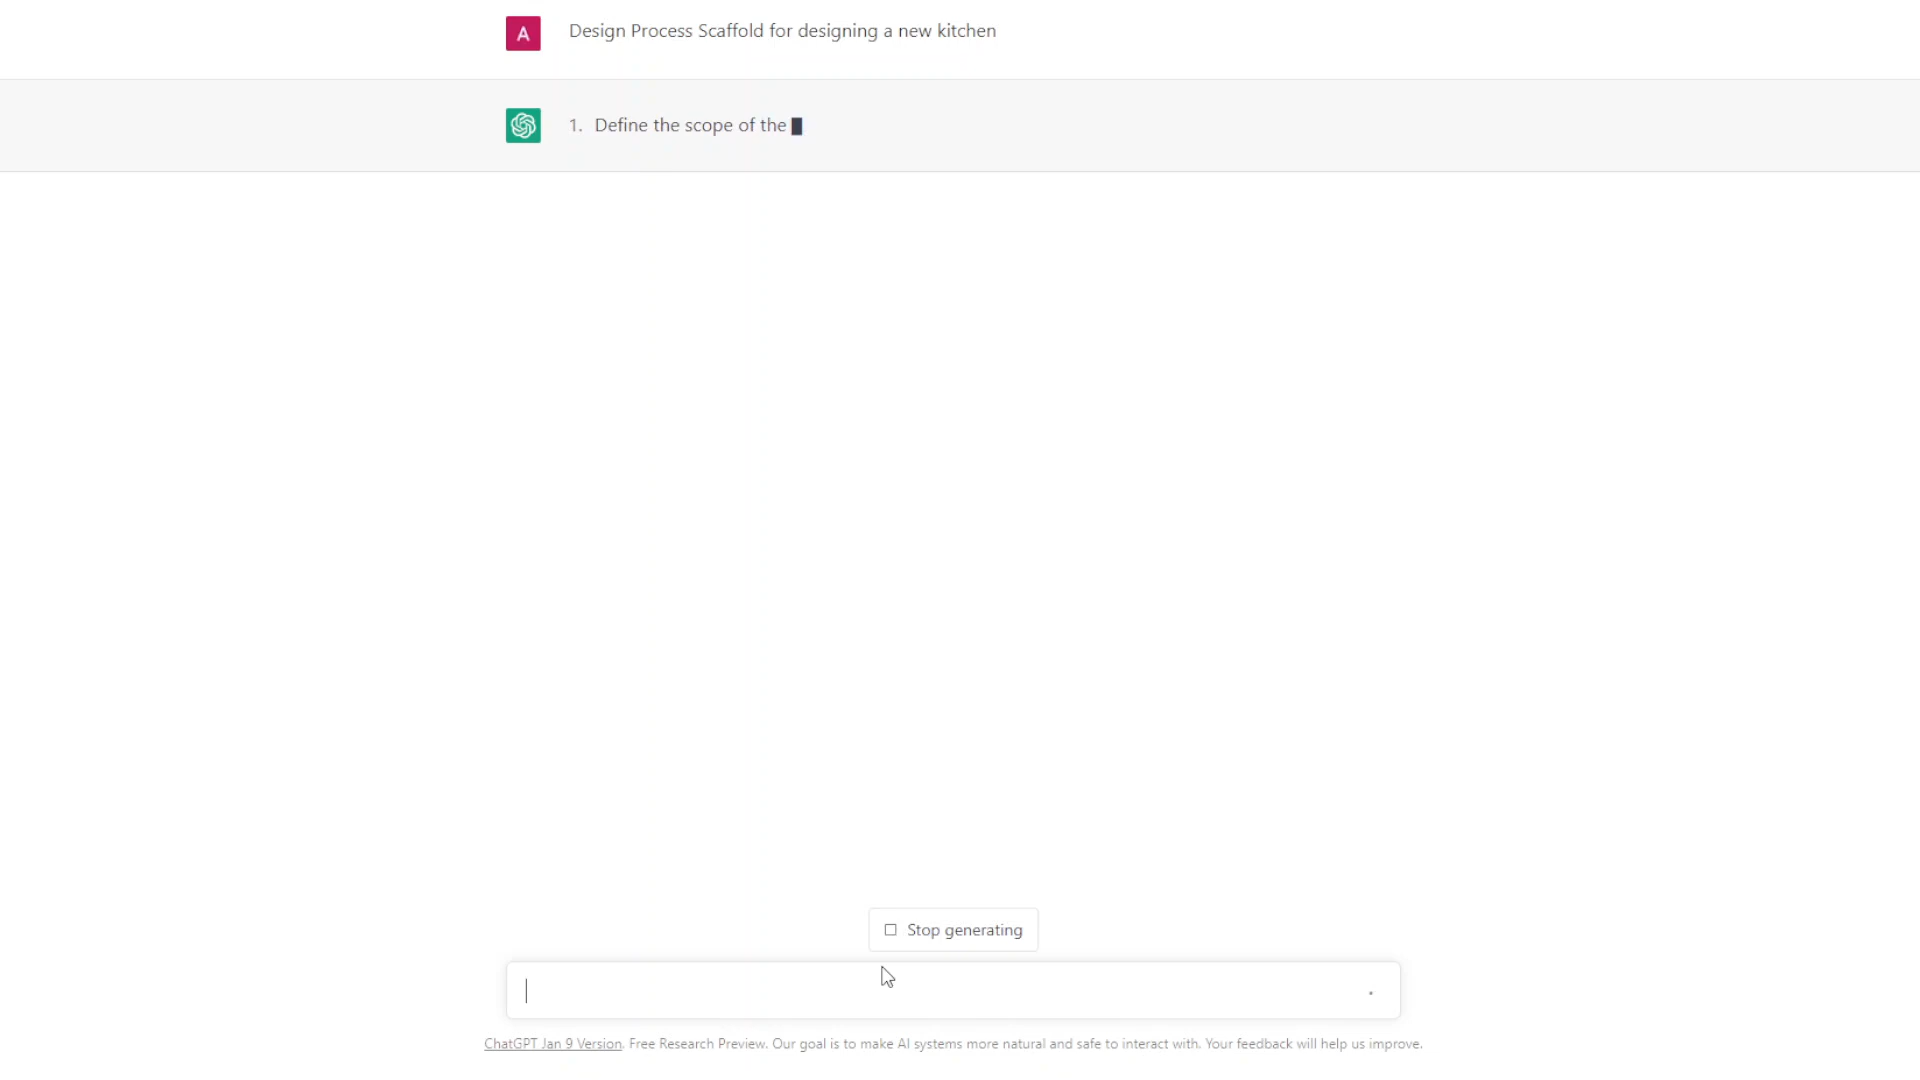 A
Design Process Scaffold for designing a new kitchen
1. Define the scope of the
Stop generating
ChatGPT Jan 9 Version. Free Research Preview. Our goal is to make AI systems more natural and safe to interact with. Your feedback will help us improve.